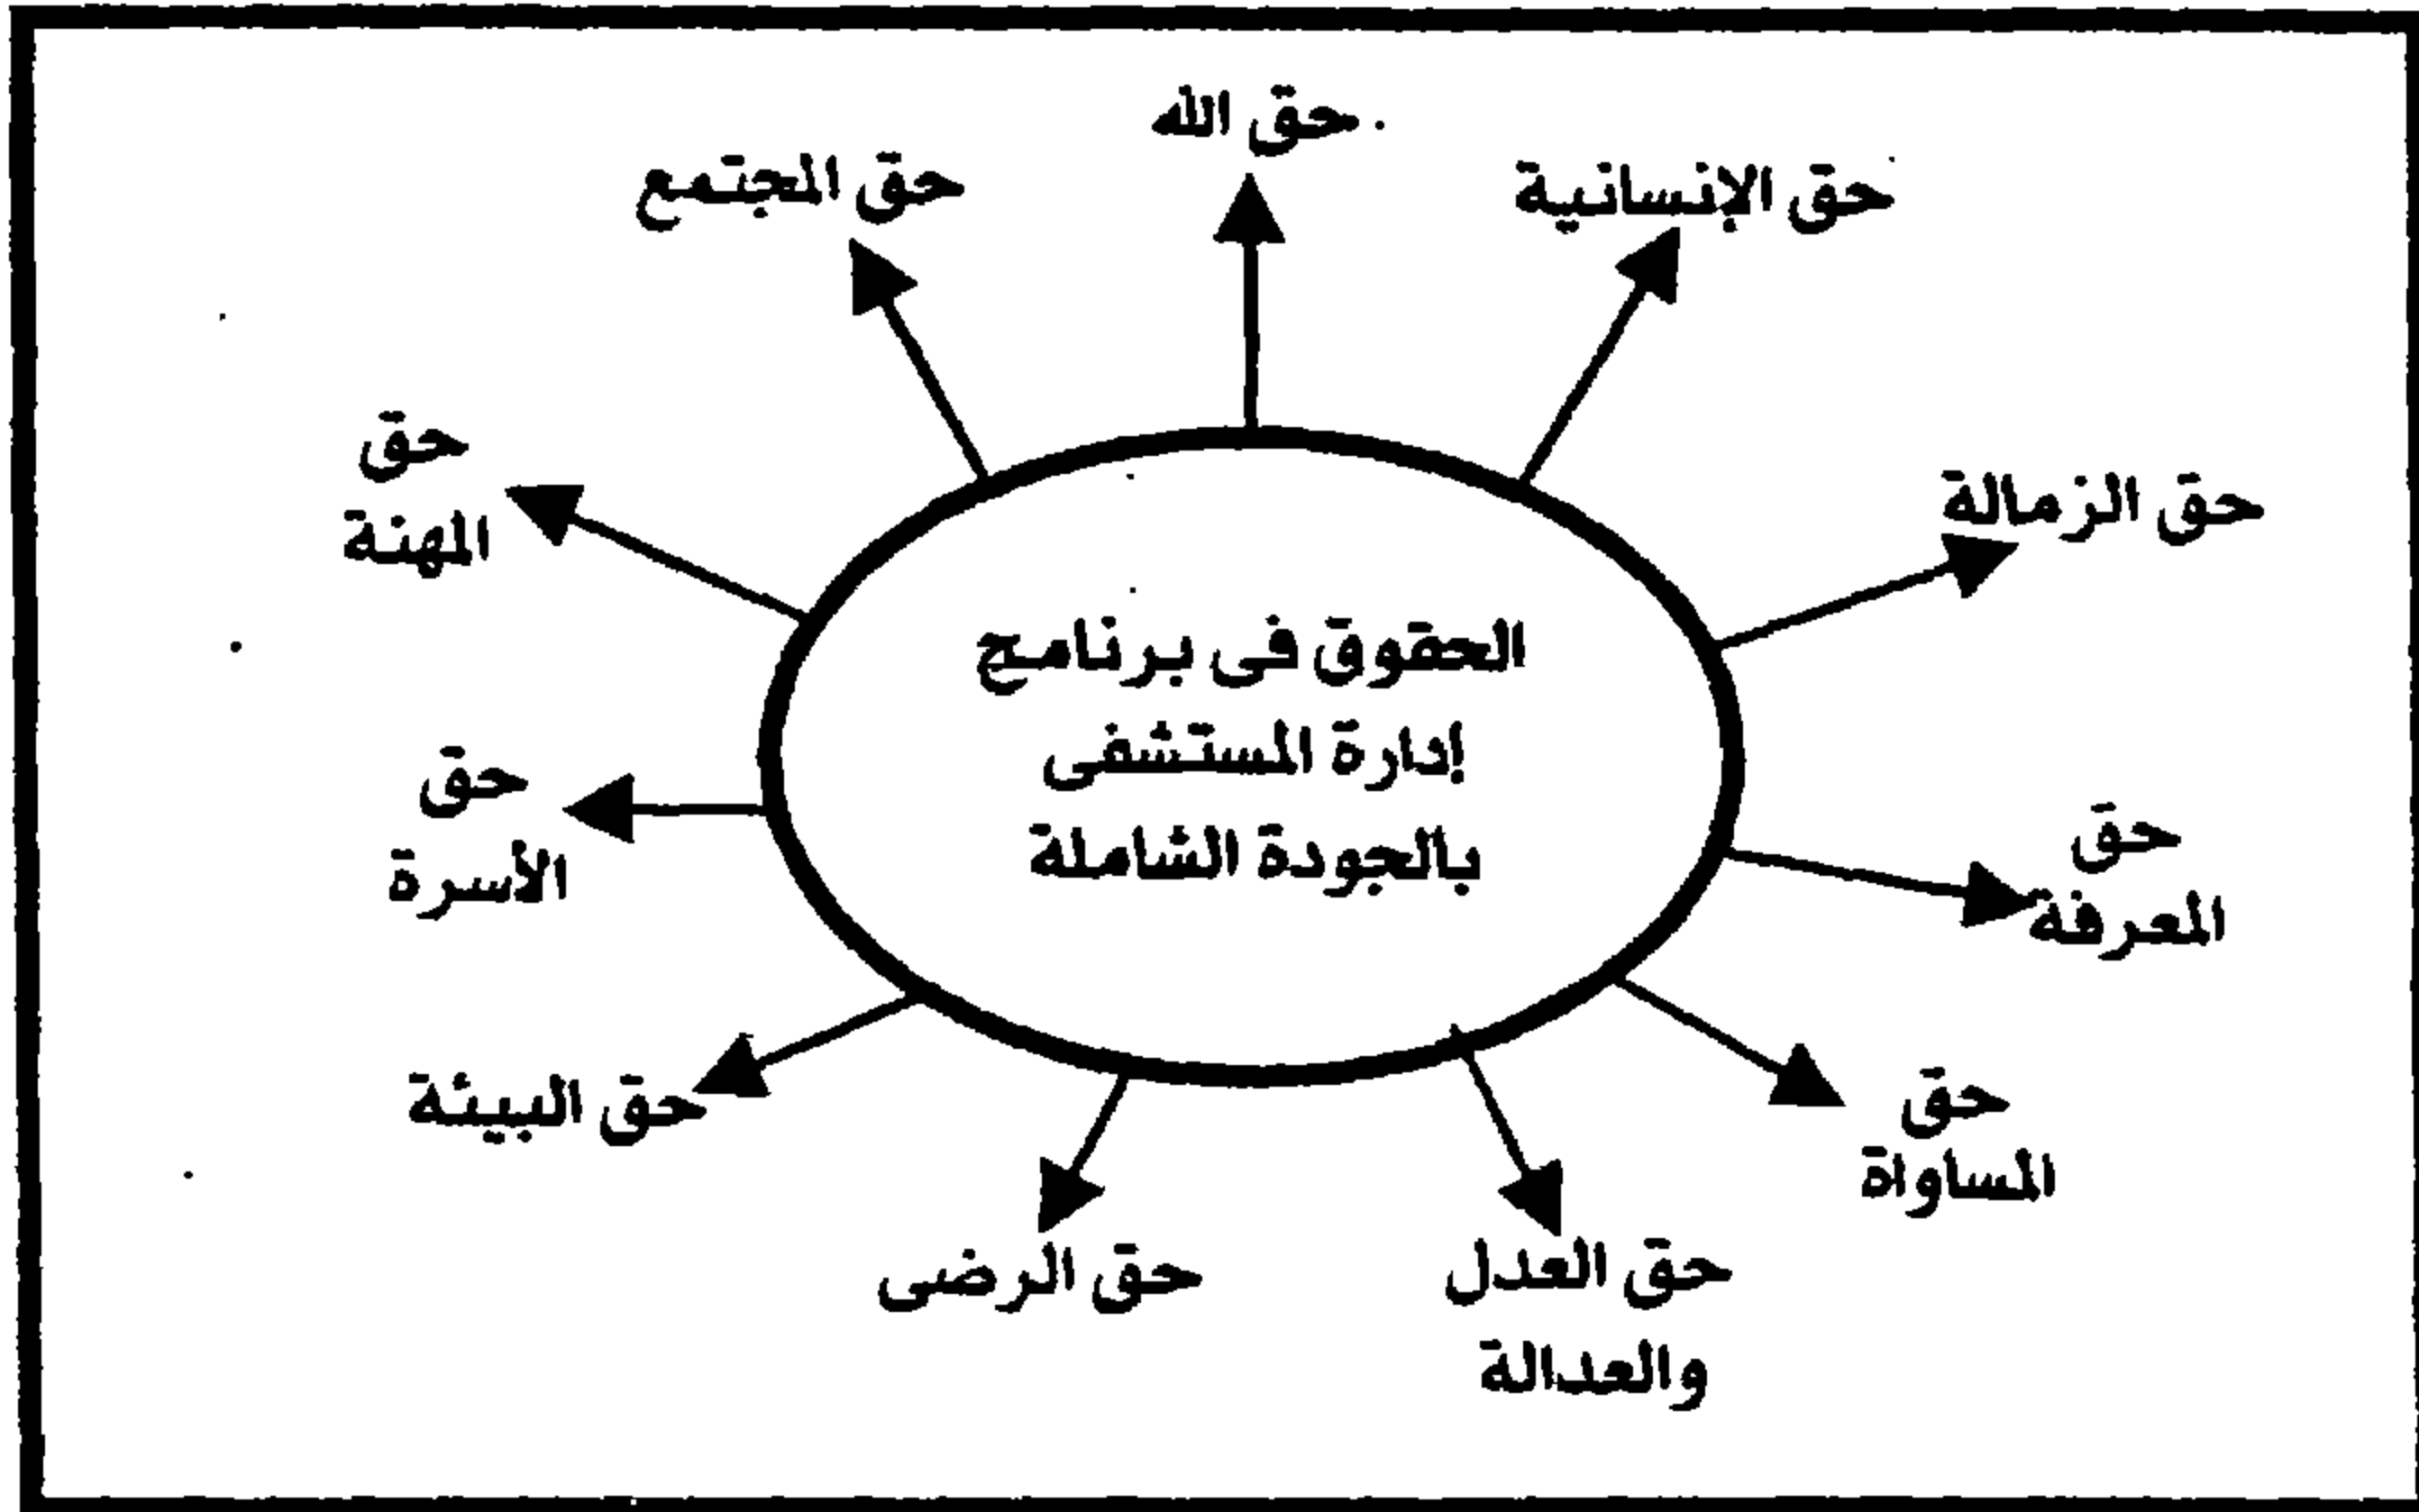 حق الله
حق الإنسانية
حق المجتمع
حق الزمالة
حق
المهنة
الحقوق فى برنامج
إدارة المستشفى
بالجودة الشاملة
حق
المعرفة
حق
الأسرة
حق
المساواة
حق البيئة
حق العدل
والعدالة
حق الرضى